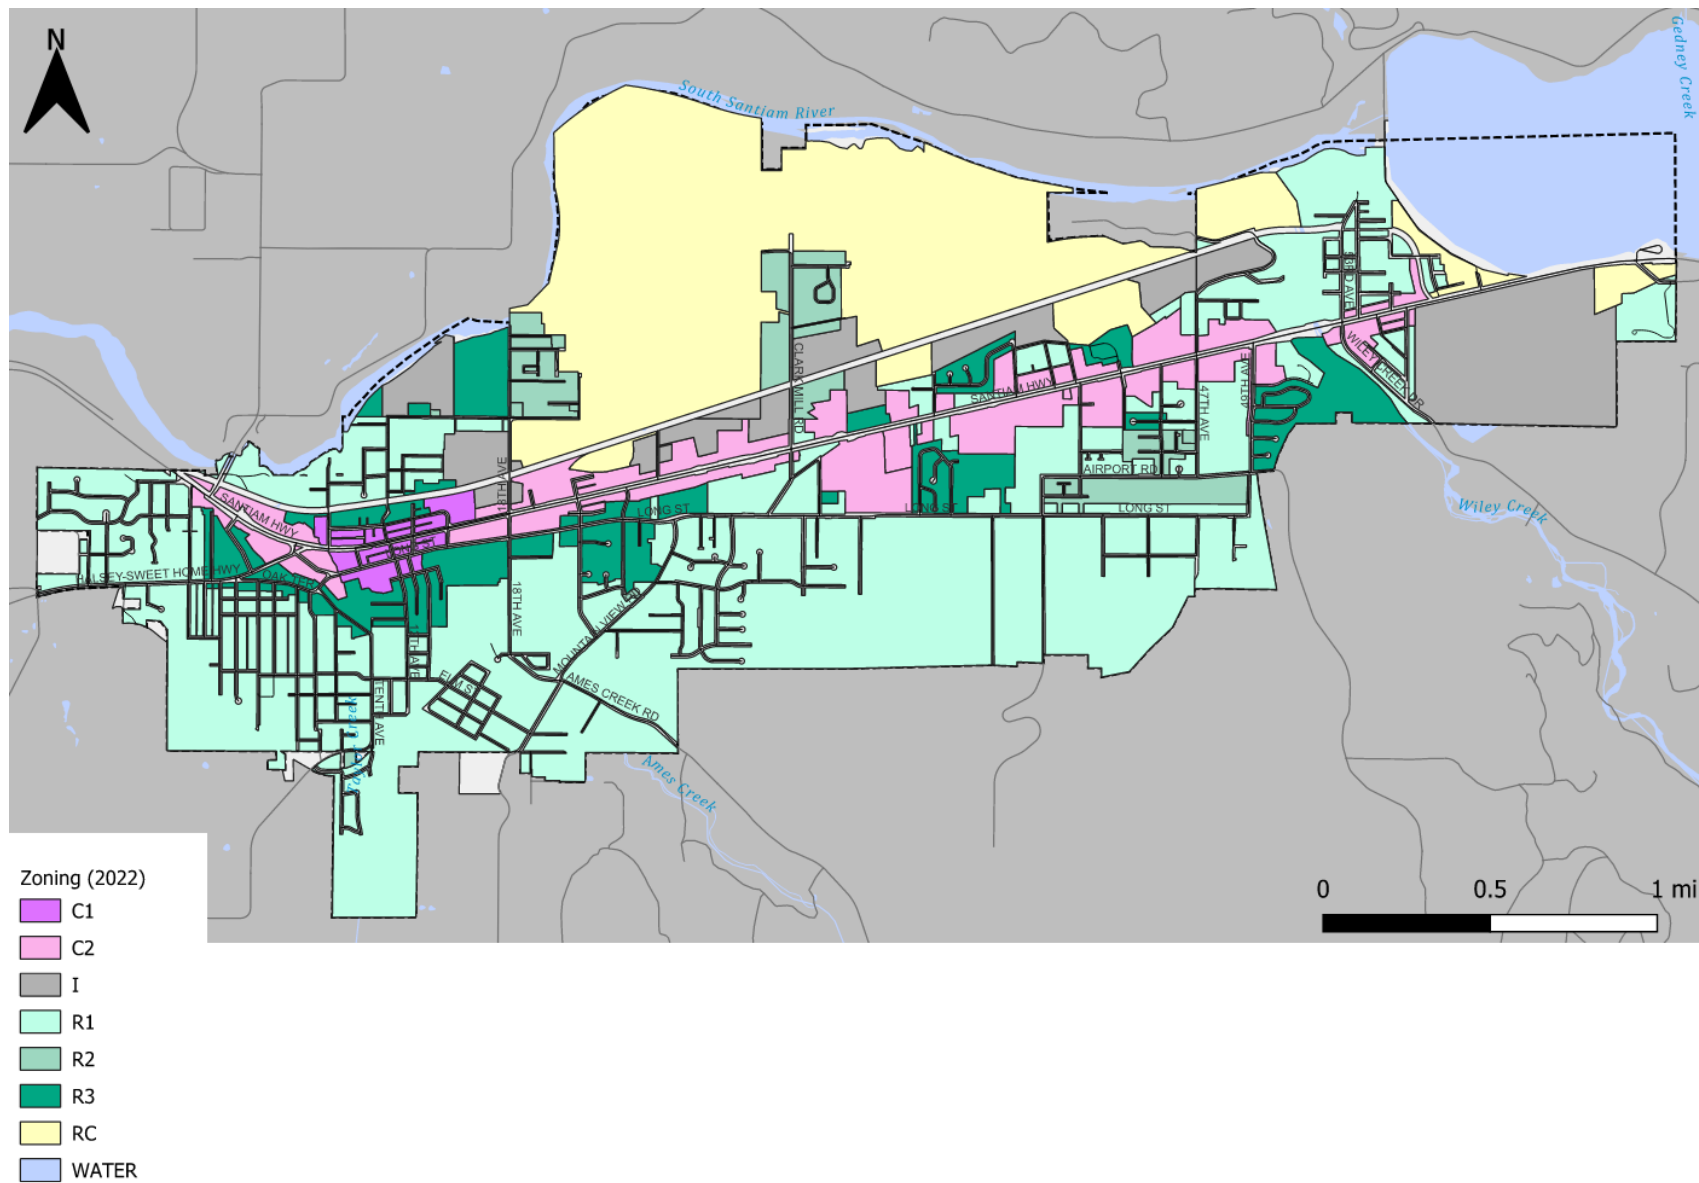 N
South Santiam River
Gedney Creek
53RD AVE
CLARK MILL RD
SANTIAM HWY
WILEY CREEK DR
49TH AVE
47TH AVE
18TH AVE
AIRPORT RD
SANTIAM HWY
LONG ST
LONG ST
LONG ST
Wiley Creek
HALSEY-SWEET HOME HWY
OAK TER
18TH AVE
MOUNTAIN VIEW RD
ELM ST
AMES CREEK RD
TENTH AVE
Taylor Creek
Ames Creek
Zoning (2022)
C1
C2
I
R1
R2
R3
RC
WATER
0 0.5 1 mi